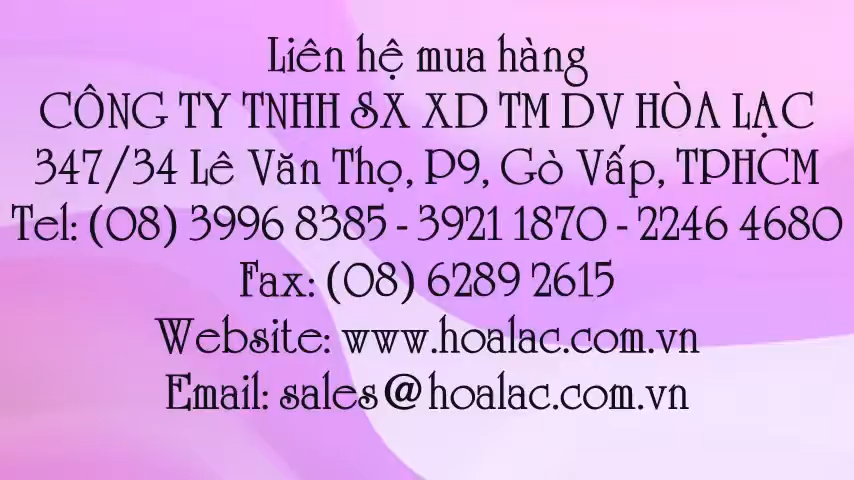 Liên hệ mua hàng
CÔNG TY TNHH SX XD TM DV HÒA LẠC
347/34 Lê Văn Thọ, P9, Gò Vấp, TPHCM
Tel: (08) 3996 8385 - 3921 1870 - 2246 4680
Fax: (08) 6289 2615
Website: www.hoalac.com.vn
Email: sales@hoalac.com.vn